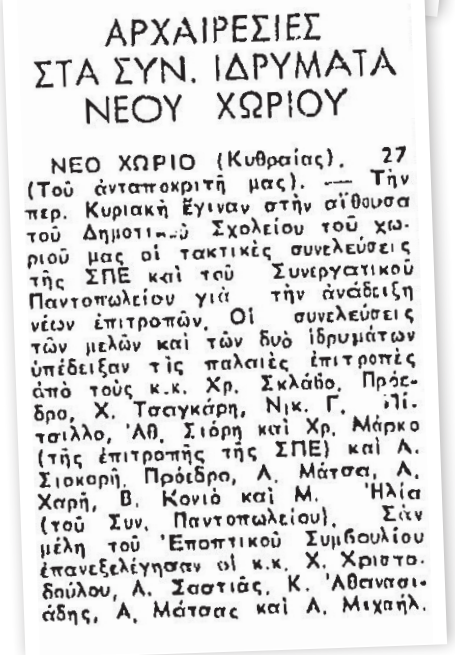 ΑΡΧΑΙΡΕΣΙΕΣ
ΣΤΑ ΣΥΝ. ΙΔΡΥΜΑΤΑ
ΝΕΟΥ ΧΩΡΙΟΥ
ΝΕΟ ΧΩΡΙΟ (Κυθραίας), 27
(Τοῦ ἀνταποκριτῆ μας). — Τὴν
περ. Κυριακὴ ἔγιναν στὴν αἴθουσα
τοῦ Σχολείου τοῦ χω-
ριοῦ μας οἱ τακτικὲς συνελεύσεις
τῆς ΣΠΕ καὶ τοῦ Συνεργατικοῦ
Παντοπωλείου γιὰ τὴν ἀνάδειξη
νέων ἐπιτροπῶν. Οἱ συνελεύσεις
τῶν μελῶν καὶ τῶν δυὸ ἱδρυμάτων
ὑπέδειξαν τὶς παλαιὲς ἐπιτροπὲς
ἀπὸ τοὺς κ.κ. Χρ. Σκλάβο, Πρόε-
δρο, Χ. Τσαγκάρη, Νικ. Γ. Πί-
τσιλλο, Ἀθ. Σιόρη καὶ Χρ. Μάρκο
(τῆς ἐπιτροπῆς τῆς ΣΠΕ) καὶ Λ.
Σιακαρῆ, Πρόεδρο, Λ. Μάτσα, Λ.
Χαρῆ, Β. Κονιὸ καὶ Μ. Ἠλία
(τοῦ Συν. Παντοπωλείου). Σὰν
μέλη τοῦ Ἐποπτικοῦ Συμβουλίου
ἐπανεξελέγησαν οἱ κ.κ. Χ. Χριστο-
δούλου, Λ. Σαστιᾶς, Κ. Ἀθανασι-
άδης, Α. Μάτσας καὶ Λ. Μιχαήλ.